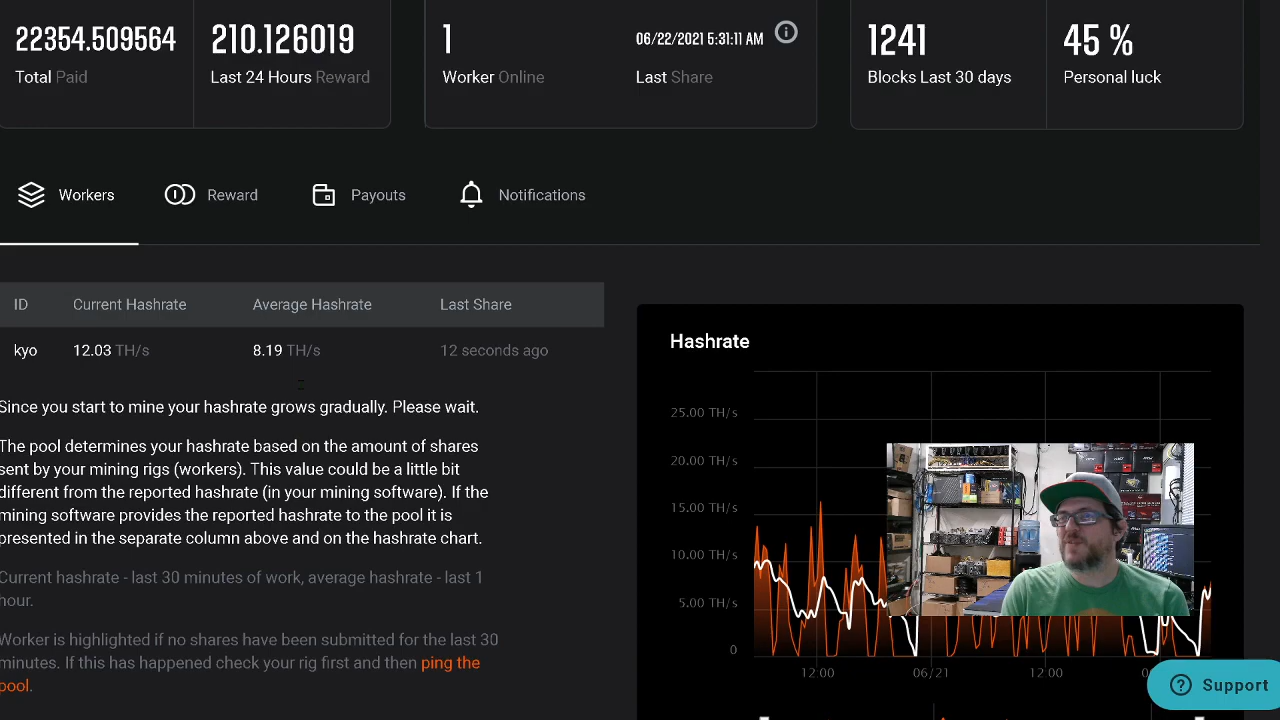 22354.509564
Total Paid
210.126019
Last 24 Hours Reward
1
Worker Online
06/22/2021 5:31:11 AM
Last Share
1241
Blocks Last 30 days
45 %
Personal luck
Workers
Reward
Payouts
Notifications
ID Current Hashrate Average Hashrate Last Share
kyo 12.03 TH/s 8.19 TH/s 12 seconds ago
Since you start to mine your hashrate grows gradually. Please wait.
The pool determines your hashrate based on the amount of shares
sent by your mining rigs (workers). This value could be a little bit
different from the reported hashrate (in your mining software). If the
mining software provides the reported hashrate to the pool it is
presented in the separate column above and on the hashrate chart.
Current hashrate - last 30 minutes of work, average hashrate - last 1
hour.
Worker is highlighted if no shares have been submitted for the last 30
minutes. If this has happened check your rig first and then ping the
pool.
Hashrate
25.00 TH/s
20.00 TH/s
15.00 TH/s
10.00 TH/s
5.00 TH/s
0
12:00 06/21 12:00
Support